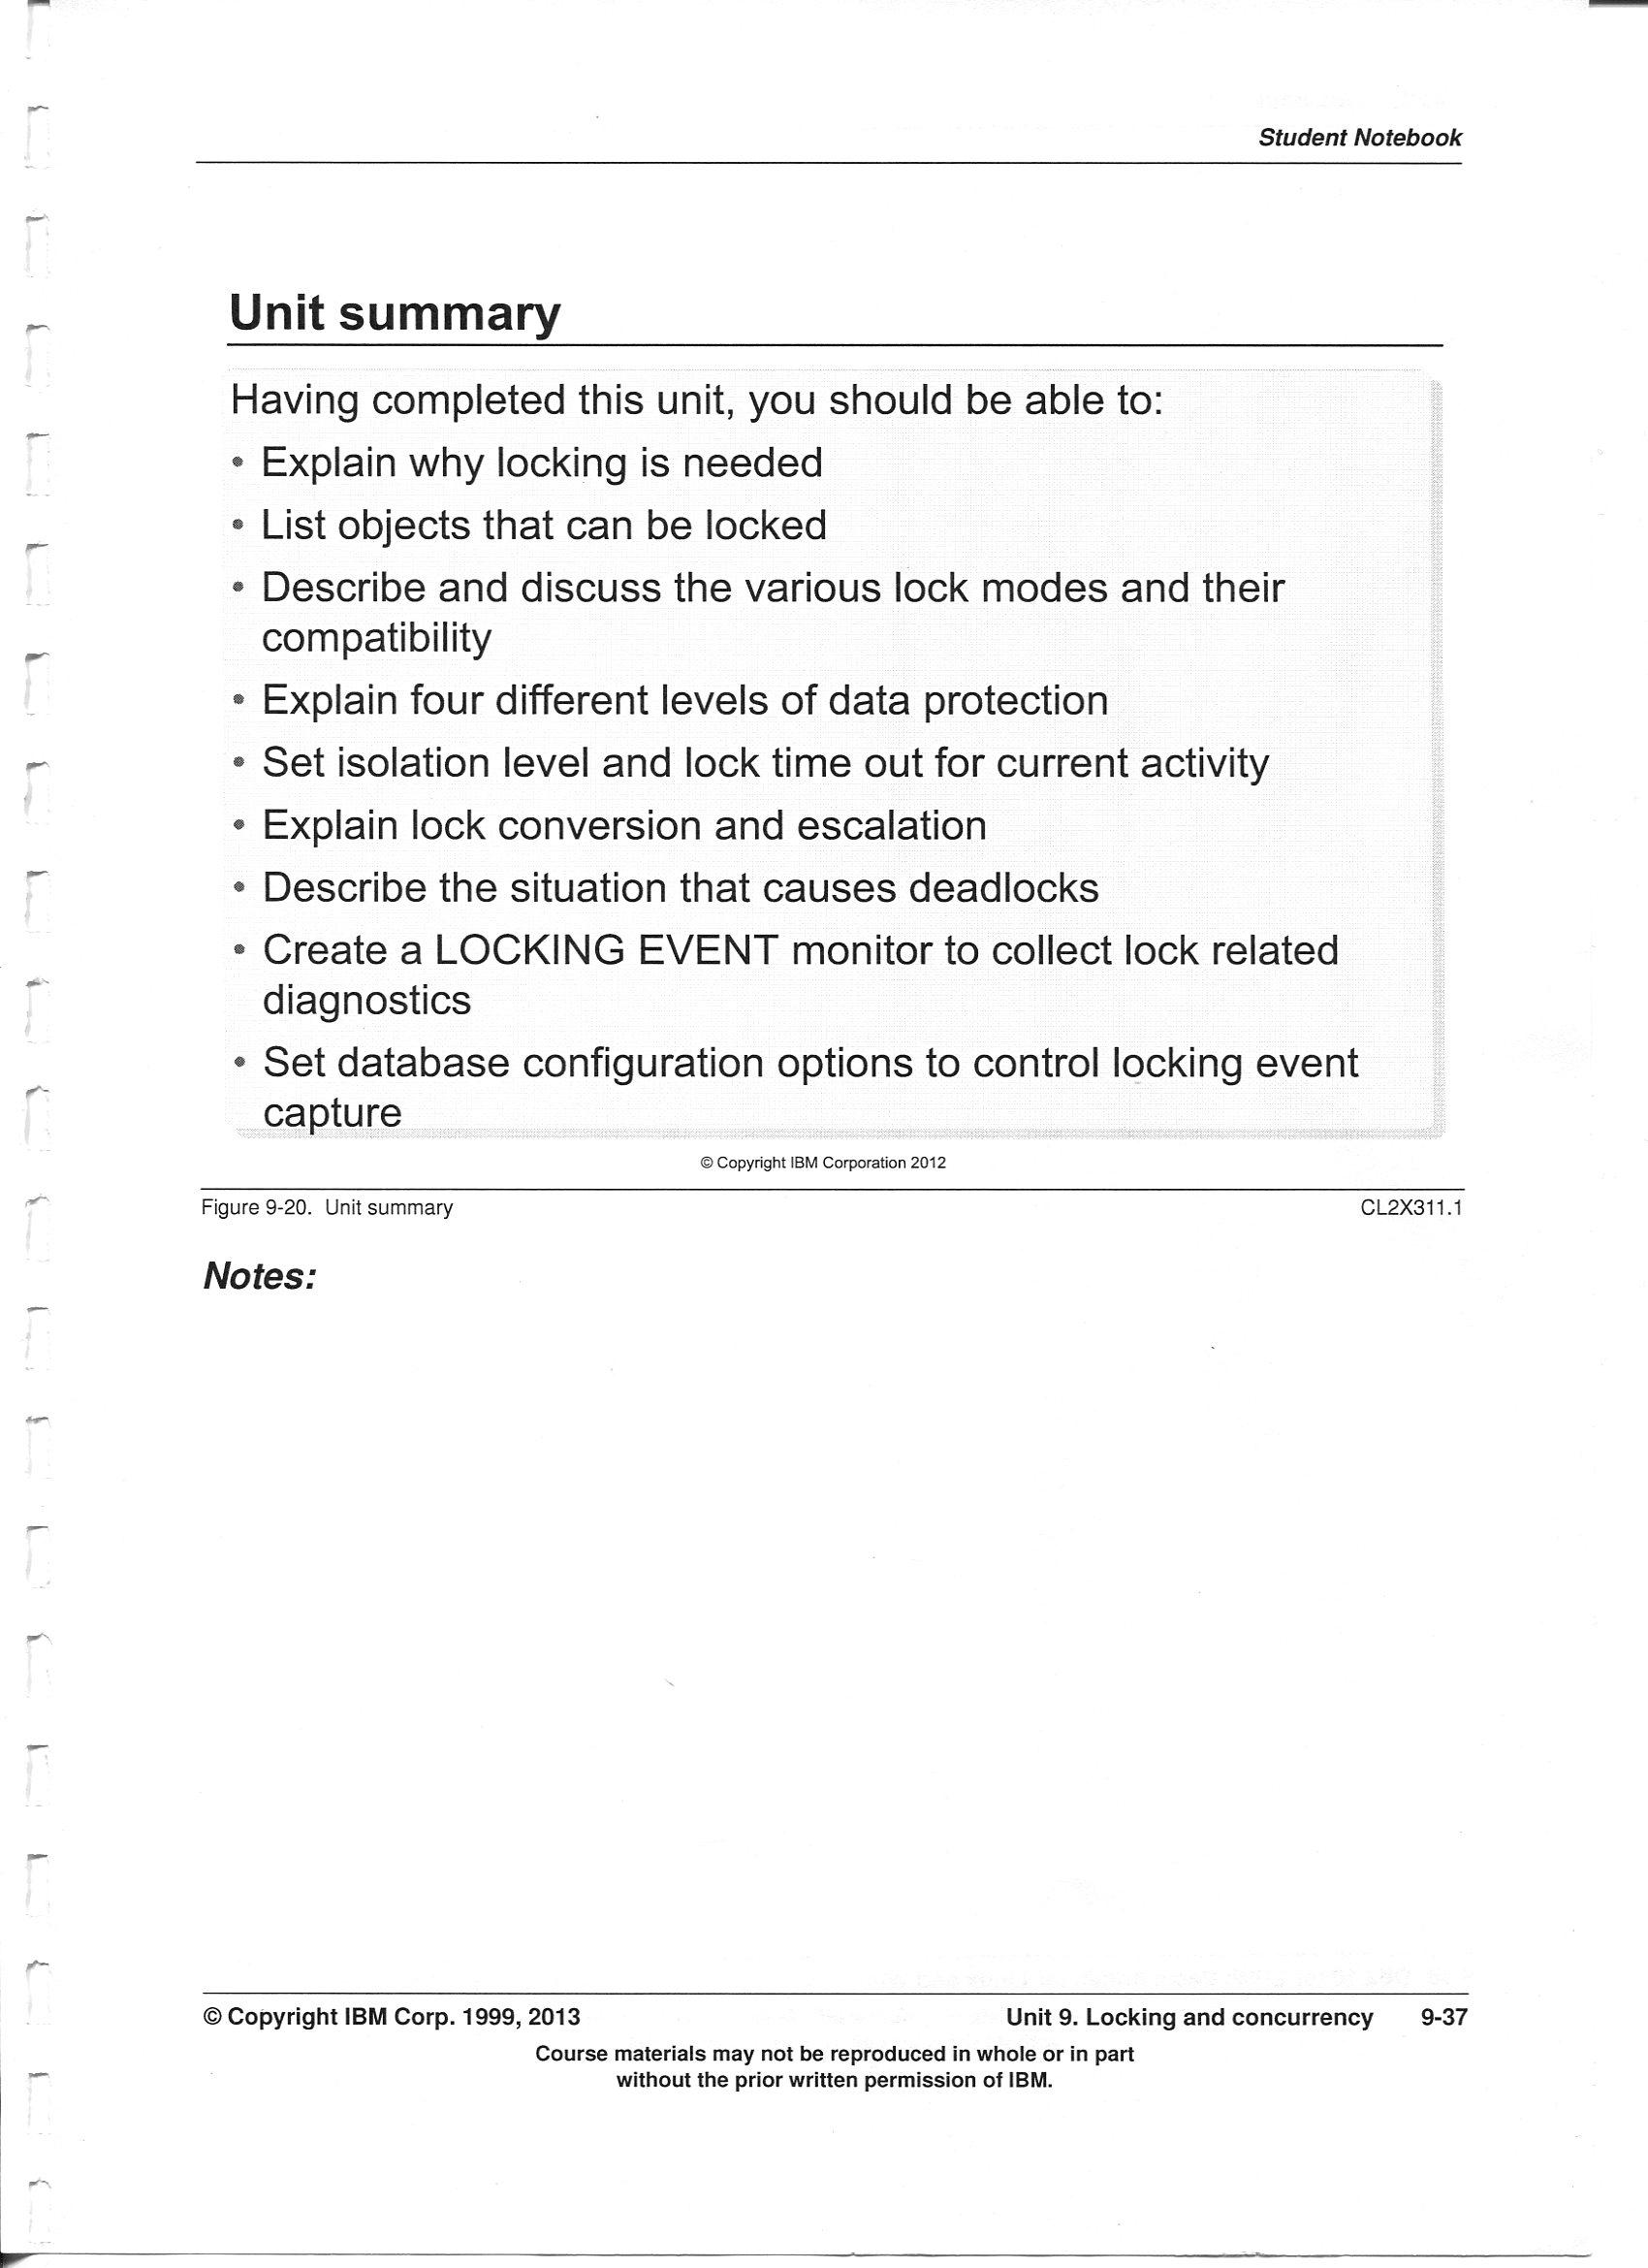 Student Notebook
Unit summary
Having completed this unit, you should be able to:
• Explain why locking is needed
• List objects that can be locked
• Describe and discuss the various lock modes and their
compatibility
• Explain four different levels of data protection
• Set isolation level and lock time out for current activity
• Explain lock conversion and escalation
• Describe the situation that causes deadlocks
• Create a LOCKING EVENT monitor to collect lock related
diagnostics
• Set database configuration options to control locking event
capture
© Copyright IBM Corporation 2012
Figure 9-20. Unit summary CL2X311.1
Notes:
© Copyright IBM Corp. 1999, 2013 Unit 9. Locking and concurrency 9-37
Course materials may not be reproduced in whole or in part
without the prior written permission of IBM.